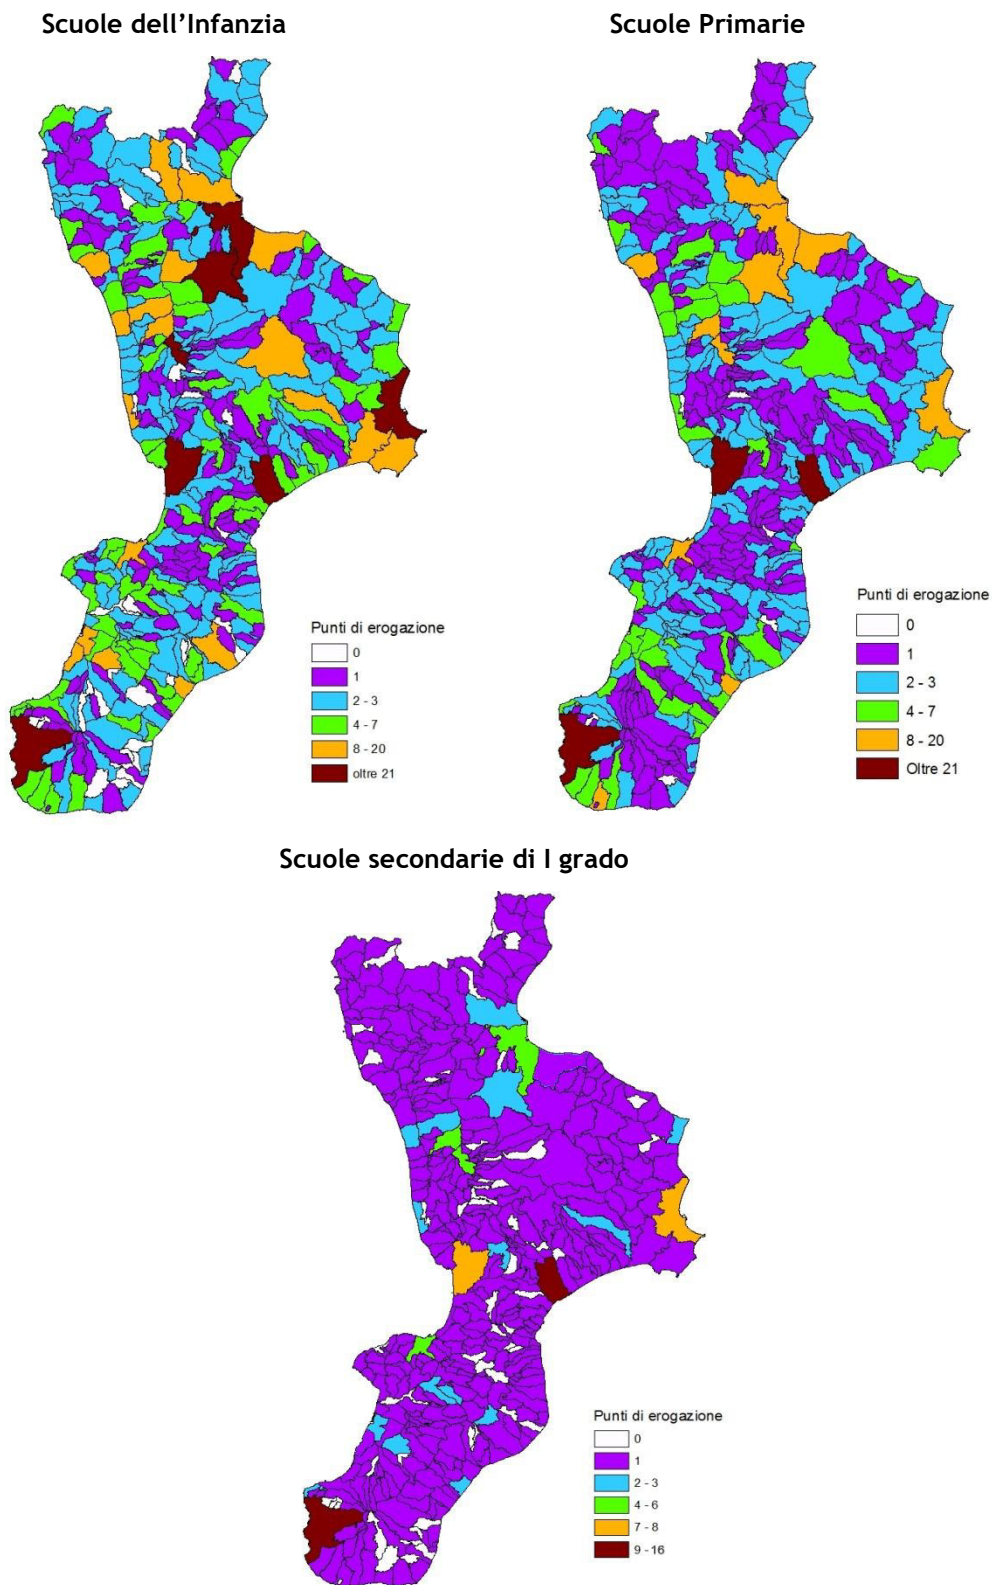 Scuole dell’Infanzia
Scuole Primarie
Punti di erogazione
0
1
2 - 3
4 - 7
8 - 20
oltre 21
Punti di erogazione
0
1
2 - 3
4 - 7
8 - 20
Oltre 21
Scuole secondarie di I grado
Punti di erogazione
0
1
2 - 3
4 - 6
7 - 8
9 - 16